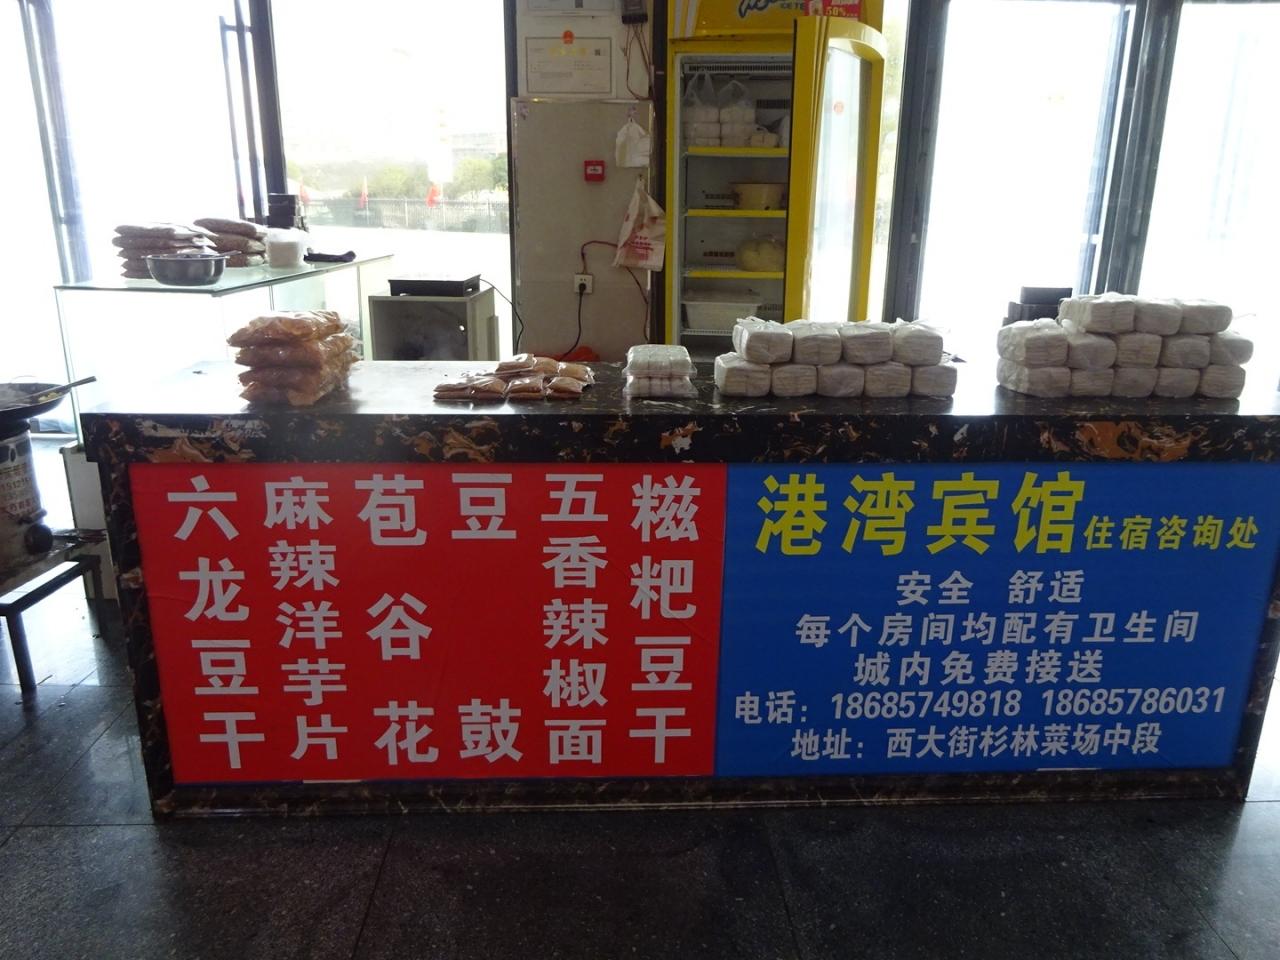 六龙豆干
麻辣洋芋片
苞谷花
豆鼓
五香辣椒面
糍粑豆干
港湾宾馆住宿咨询处
安全 舒适
每个房间均配有卫生间
城内免费接送
电话：18685749818 18685786031
地址：西大街杉林菜场中段
50%